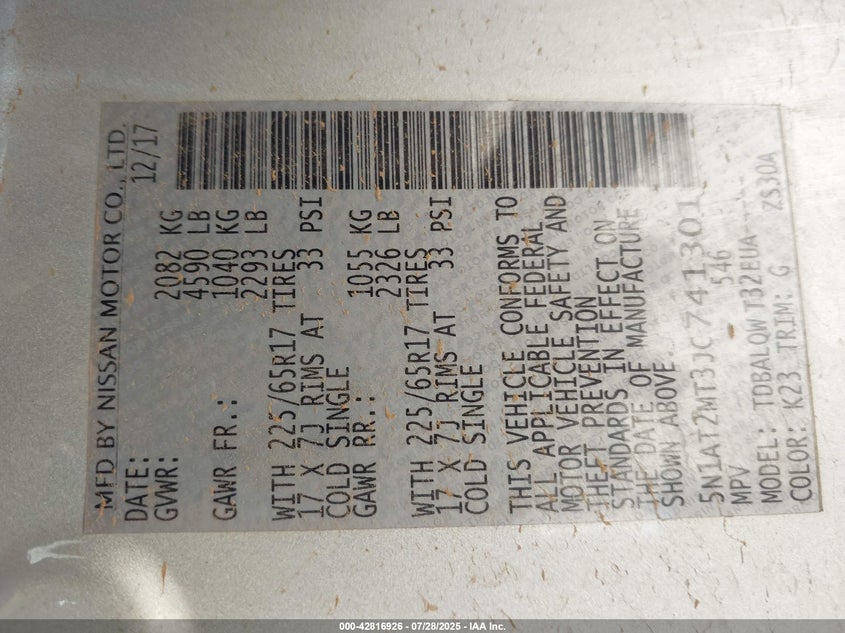 MFD BY NISSAN MOTOR CO., LTD.
DATE: 12/17
GVWR: 2082 KG
4590 LB
GAWR FR.: 1040 KG
2293 LB
WITH 225/65R17 TIRES
17 X 7J RIMS AT 33 PSI
COLD SINGLE
GAWR RR.: 1055 KG
2326 LB
WITH 225/65R17 TIRES
17 X 7J RIMS AT 33 PSI
COLD SINGLE
THIS VEHICLE CONFORMS TO
ALL APPLICABLE FEDERAL
MOTOR VEHICLE SAFETY AND
THEFT PREVENTION
STANDARDS IN EFFECT ON
THE DATE OF MANUFACTURE
SHOWN ABOVE.
5N1AT2MT3JC741301
MPV 546
MODEL: TDBALQW T32EUA-
COLOR: K23 TRIM: G ZS30A
000-42816926 - 07/28/2025 - IAA Inc.